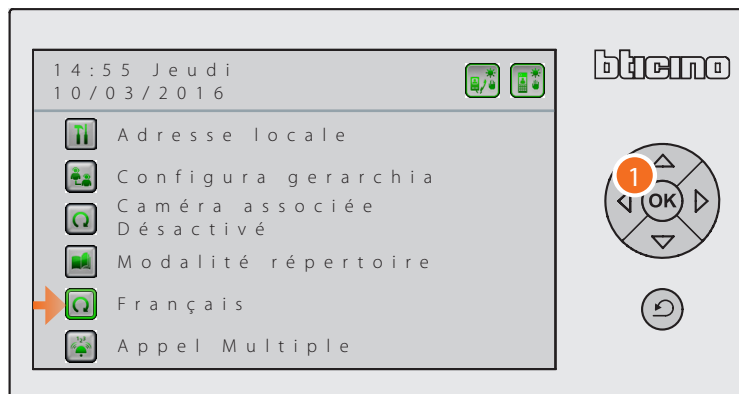 14:55 Jeudi
10/03/2016
bticino
Adresse locale
Configura gerarchia
Caméra associée
Désactivé
Modalité répertoire
Français
Appel Multiple
1
OK